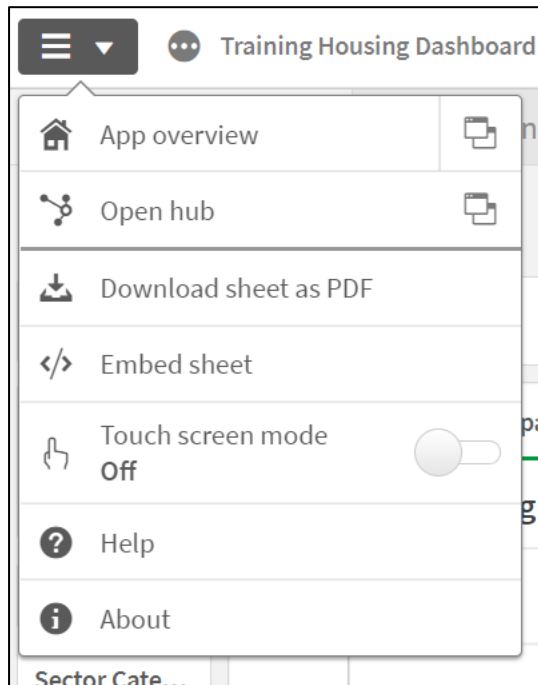 Training Housing Dashboard
App overview
Open hub
Download sheet as PDF
Embed sheet
Touch screen mode
Off
Help
About
Sector Cate...